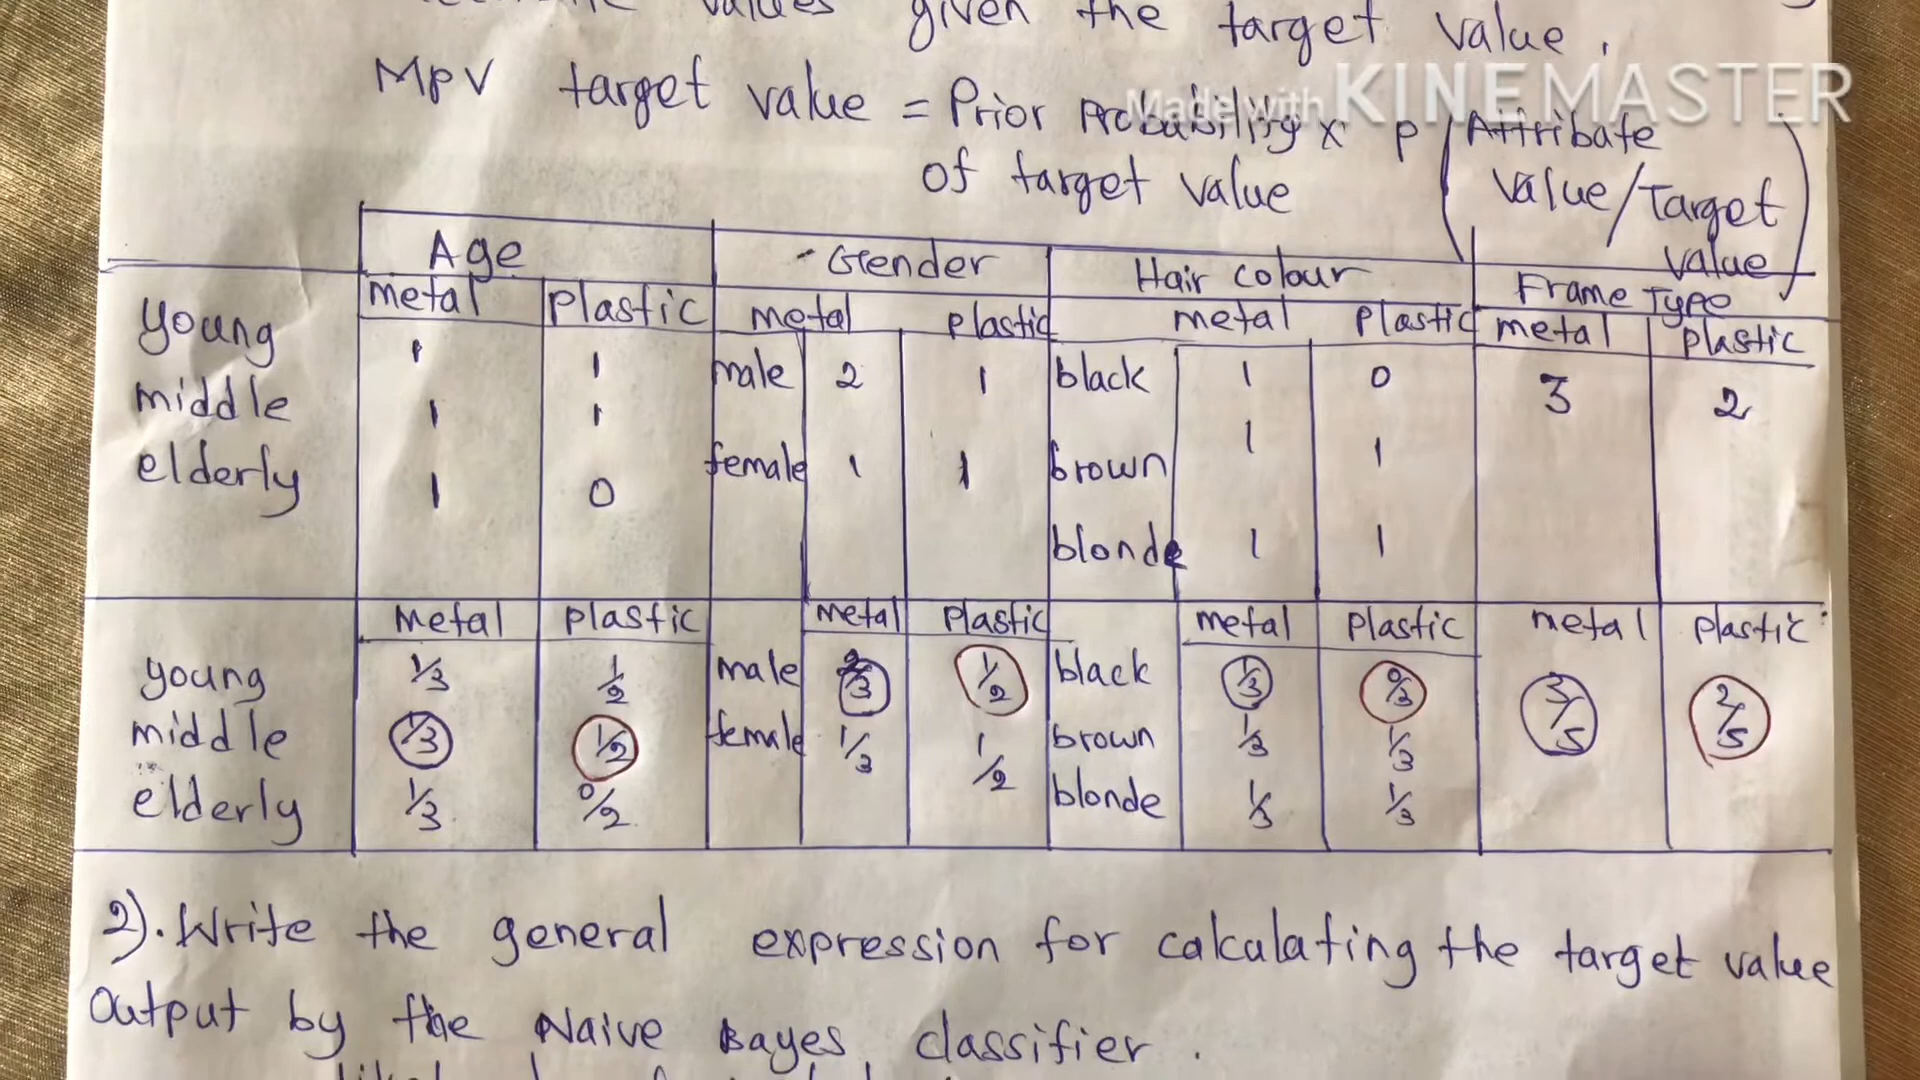 values given the target value.
MPV target value = Prior Probability x P (Attribute
of target value Value/Target
value)
Made with KINEMASTER
Age Gender Hair colour Frame Type
metal plastic metal plastic metal plastic metal plastic
young 1 1 male 2 1 black 1 0 3 2
middle 1 1 female 1 1 brown 1 1
elderly 1 0 blonde 1 1
metal plastic metal plastic metal plastic metal plastic
young 1/3 1/2 male 2/3 1/2 black 1/3 0/3 3/5 2/5
middle 1/3 1/2 female 1/3 1/2 brown 1/3 1/3
elderly 1/3 0/2 blonde 1/3 1/3
2). Write the general expression for calculating the target value
Output by the Naive Bayes classifier.